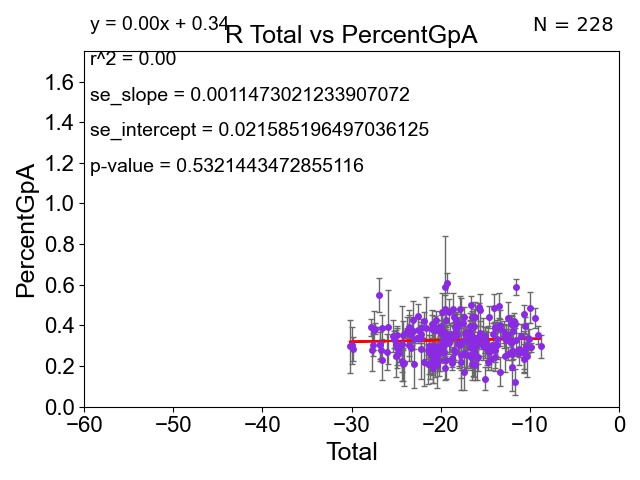 y = 0.00x + 0.34
N = 228
R Total vs PercentGpA
r^2 = 0.00
se_slope = 0.0011473021233907072
se_intercept = 0.021585196497036125
p-value = 0.5321443472855116
PercentGpA
1.6
1.4
1.2
1.0
0.8
0.6
0.4
0.2
0.0
−60 −50 −40 −30 −20 −10 0
Total